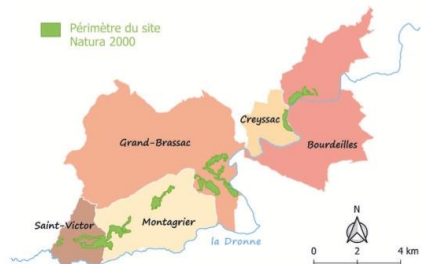 Périmètre du site
Natura 2000
Creyssac
Grand-Brassac
Bourdeilles
Saint-Victor
Montagrier
la Dronne
N
0 2 4 km